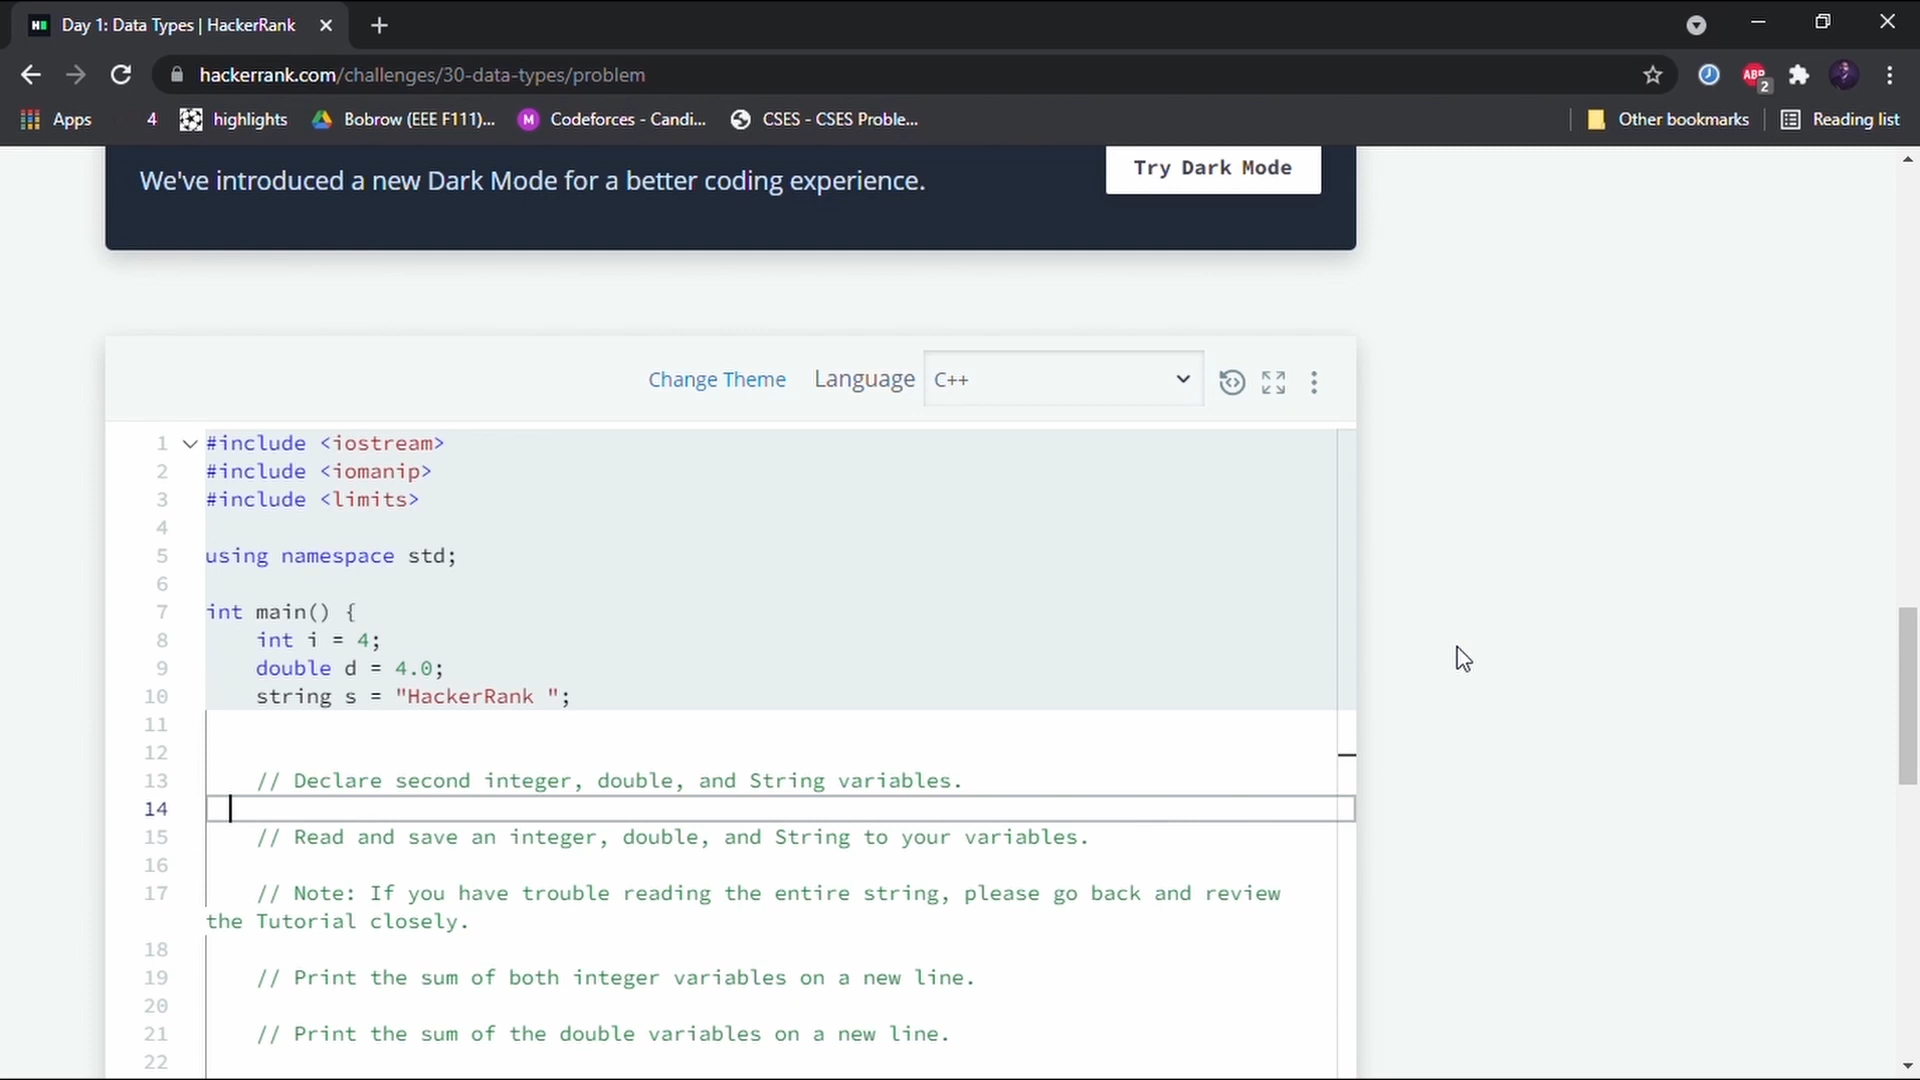 Day 1: Data Types | HackerRank
hackerrank.com/challenges/30-data-types/problem
ABP 2
Apps 4 highlights Bobrow (EEE F111)... M Codeforces - Candi... CSES - CSES Proble... Other bookmarks Reading list
We've introduced a new Dark Mode for a better coding experience. Try Dark Mode
Change Theme Language C++
1 #include <iostream>
2 #include <iomanip>
3 #include <limits>
4
5 using namespace std;
6
7 int main() {
8 int i = 4;
9 double d = 4.0;
10 string s = "HackerRank ";
11
12
13 // Declare second integer, double, and String variables.
14
15 // Read and save an integer, double, and String to your variables.
16
17 // Note: If you have trouble reading the entire string, please go back and review
the Tutorial closely.
18
19 // Print the sum of both integer variables on a new line.
20
21 // Print the sum of the double variables on a new line.
22